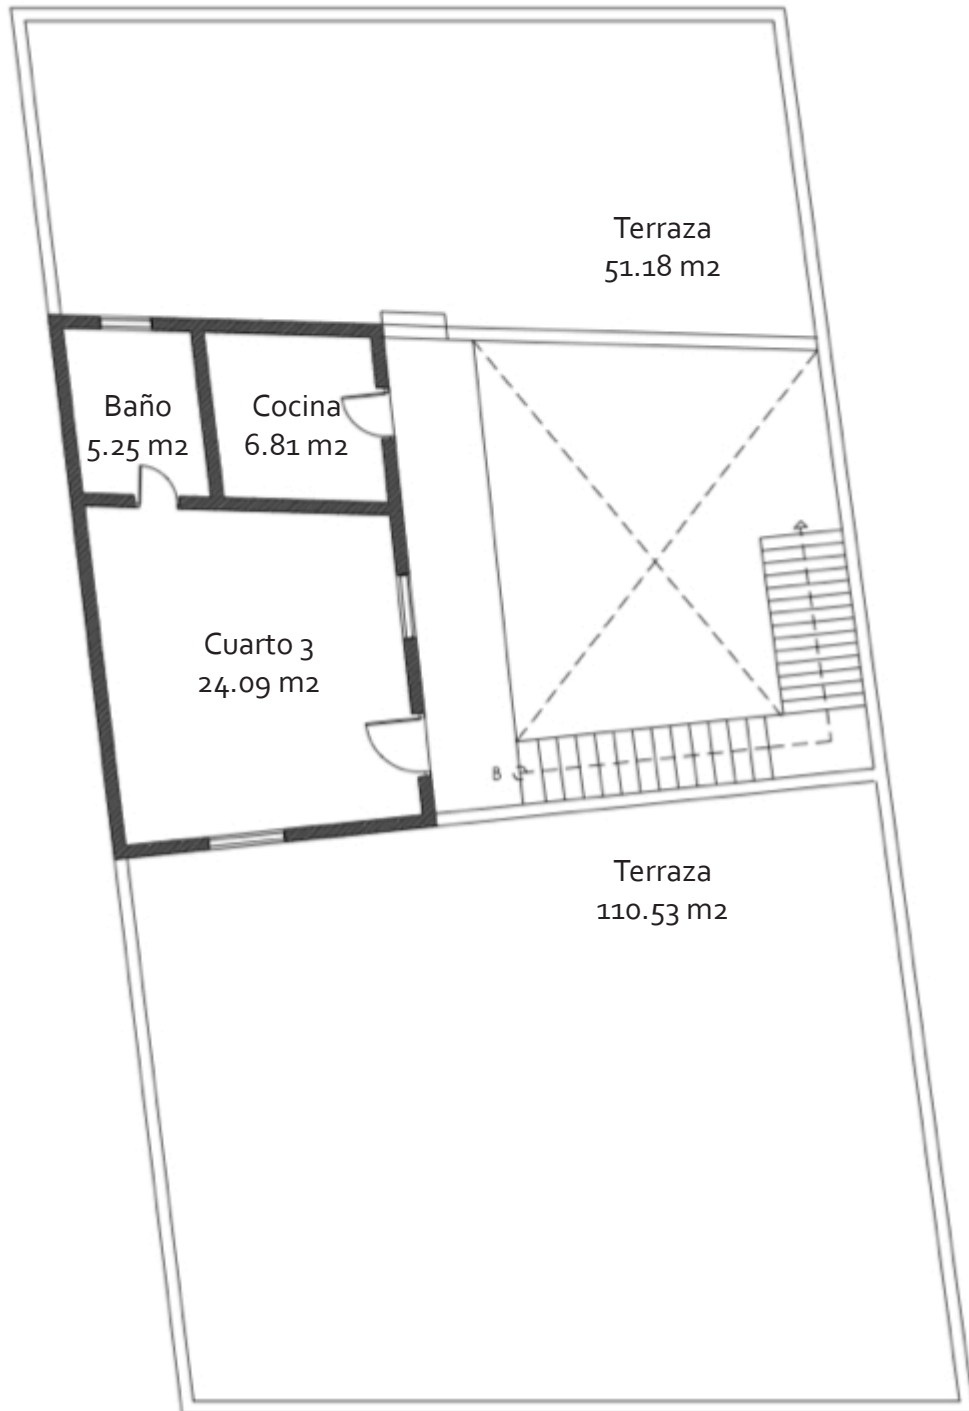 Terraza
51.18 m2
Baño
5.25 m2
Cocina
6.81 m2
Cuarto 3
24.09 m2
B
Terraza
110.53 m2